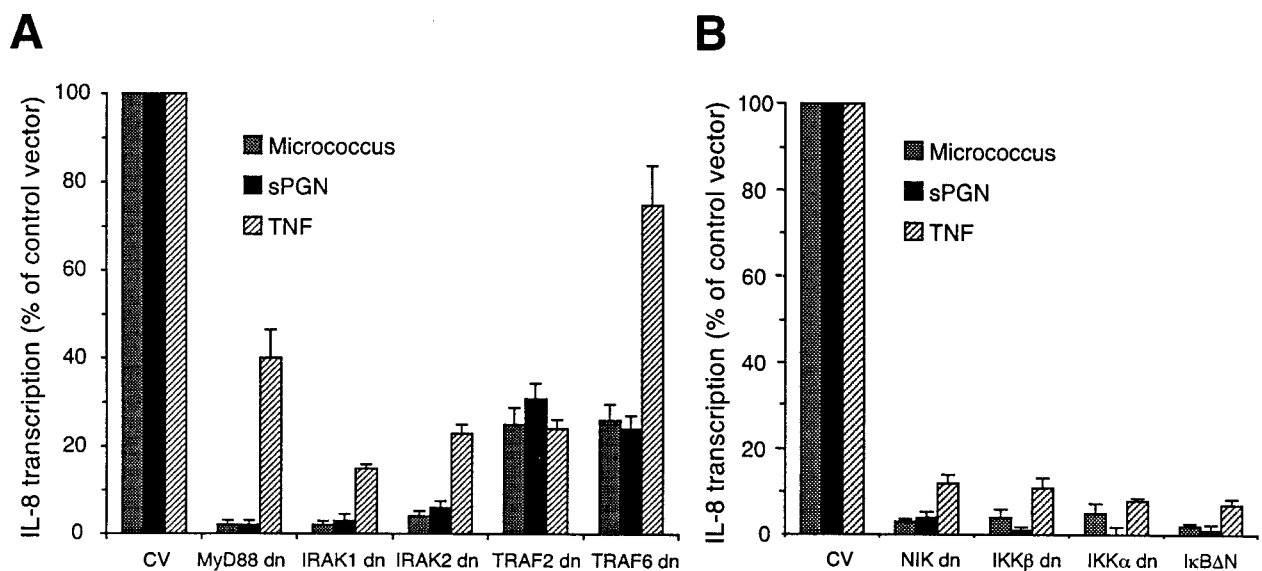 A
IL-8 transcription (% of control vector)
100
80
60
40
20
0
Micrococcus
sPGN
TNF
CV MyD88 dn IRAK1 dn IRAK2 dn TRAF2 dn TRAF6 dn
B
IL-8 transcription (% of control vector)
100
80
60
40
20
0
Micrococcus
sPGN
TNF
CV NIK dn IKKβ dn IKKα dn IκBΔN